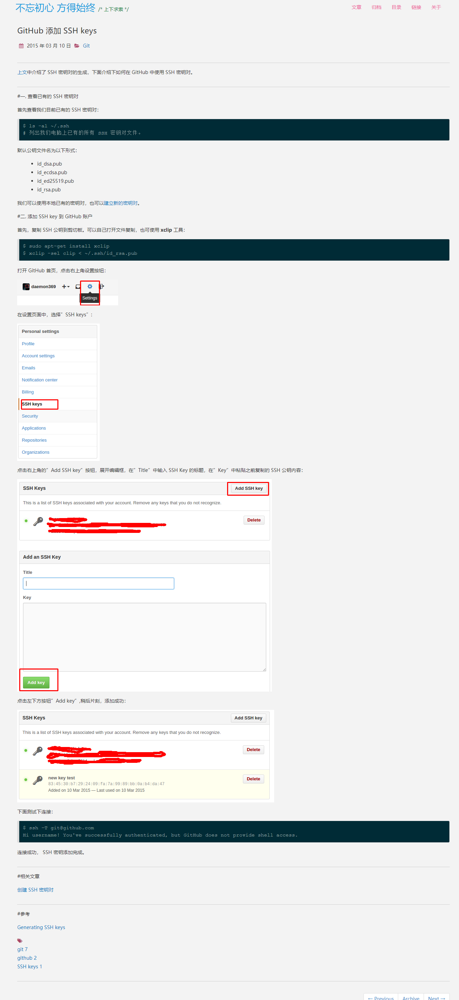 不忘初心 方得始终 /* 上下求索 */
文章 归档 目录 链接 关于
GitHub 添加 SSH keys
2015 年 03 月 10 日 Git
上文中介绍了 SSH 密钥对的生成，下面介绍下如何在 GitHub 中使用 SSH 密钥对。
#一. 查看已有的 SSH 密钥对
首先查看我们目前已有的 SSH 密钥对：
$ ls -al ~/.ssh
# 列出我们电脑上已有的所有 SSH 密钥对文件。
默认公钥文件名为以下形式：
• id_dsa.pub
• id_ecdsa.pub
• id_ed25519.pub
• id_rsa.pub
我们可以使用本地已有的密钥对，也可以建立新的密钥对。
#二. 添加 SSH key 到 GitHub 账户
首先，复制 SSH 公钥到剪切板。可以自己打开文件复制，也可使用 xclip 工具：
$ sudo apt-get install xclip
$ xclip -sel clip < ~/.ssh/id_rsa.pub
打开 GitHub 首页，点击右上角设置按钮：
daemon369
Settings
在设置页面中，选择” SSH keys”：
Personal settings
Profile
Account settings
Emails
Notification center
Billing
SSH keys
Security
Applications
Repositories
Organizations
点击右上角的” Add SSH key”按钮，展开编辑框，在” Title”中输入 SSH Key 的标题，在” Key”中粘贴之前复制的 SSH 公钥内容：
SSH Keys
Add SSH key
This is a list of SSH keys associated with your account. Remove any keys that you do not recognize.
Delete
Add an SSH Key
Title
Key
Add key
点击左下方按钮” Add key”,稍后片刻，添加成功：
SSH Keys
Add SSH key
This is a list of SSH keys associated with your account. Remove any keys that you do not recognize.
Delete
new key test
Delete
83:45:30:b7:29:24:09:fa:7a:99:89:bb:0a:b4:da:47
Added on 10 Mar 2015 — Last used on 10 Mar 2015
下面测试下连接：
$ ssh -T git@github.com
Hi username! You've successfully authenticated, but GitHub does not provide shell access.
连接成功， SSH 密钥添加完成。
#相关文章
创建 SSH 密钥对
#参考
Generating SSH keys
git 7
github 2
SSH keys 1
← Previous Archive Next →